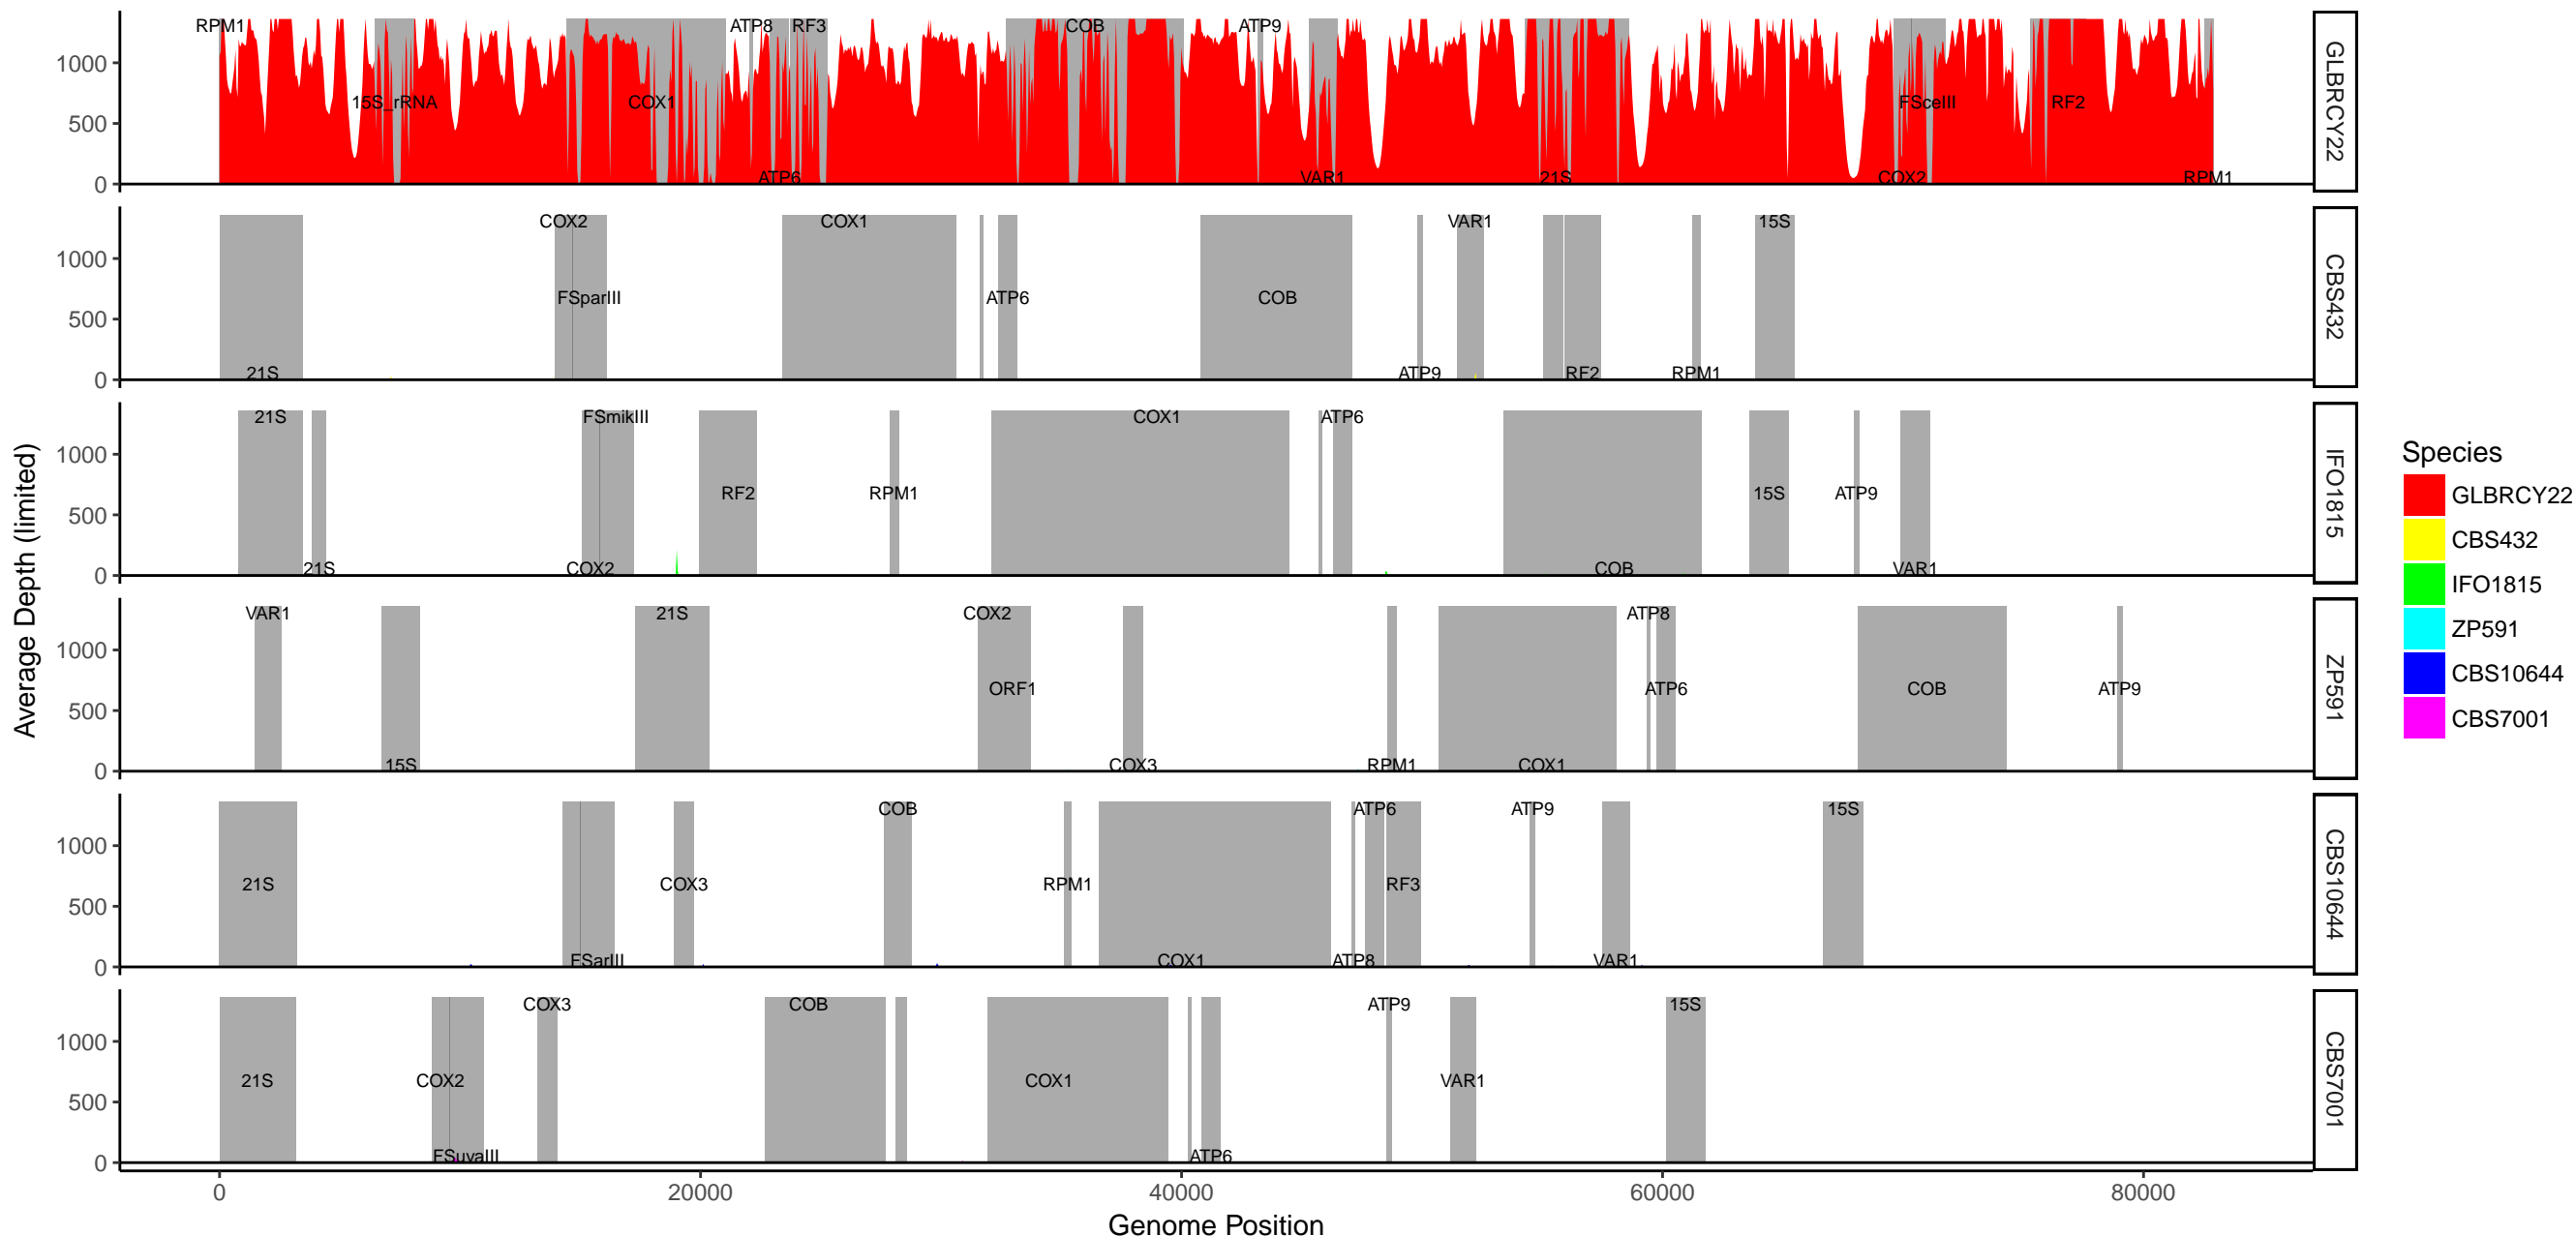 RPM1 ATP8 RF3 COB ATP9
15S_rRNA COX1 FSceIII RF2
ATP6 VAR1 21S COX2 RPM1
1000
500
0
GLBRCY22
COX2 COX1 VAR1 15S
FSparIII ATP6 COB
21S ATP9 RF2 RPM1
1000
500
0
CBS432
21S FSmikIII COX1 ATP6
RF2 RPM1 15S ATP9
21S COX2 COB VAR1
1000
500
0
IFO1815
VAR1 21S COX2 ATP8
ORF1 ATP6 COB ATP9
15S COX3 RPM1 COX1
1000
500
0
ZP591
COB ATP6 ATP9 15S
21S COX3 RPM1 RF3
FSarIII COX1 ATP8 VAR1
1000
500
0
CBS10644
COX3 COB ATP9 15S
21S COX2 COX1 VAR1
FSuvaIII ATP6
1000
500
0
CBS7001
0 20000 40000 60000 80000
Genome Position
Average Depth (limited)
Species
GLBRCY22
CBS432
IFO1815
ZP591
CBS10644
CBS7001